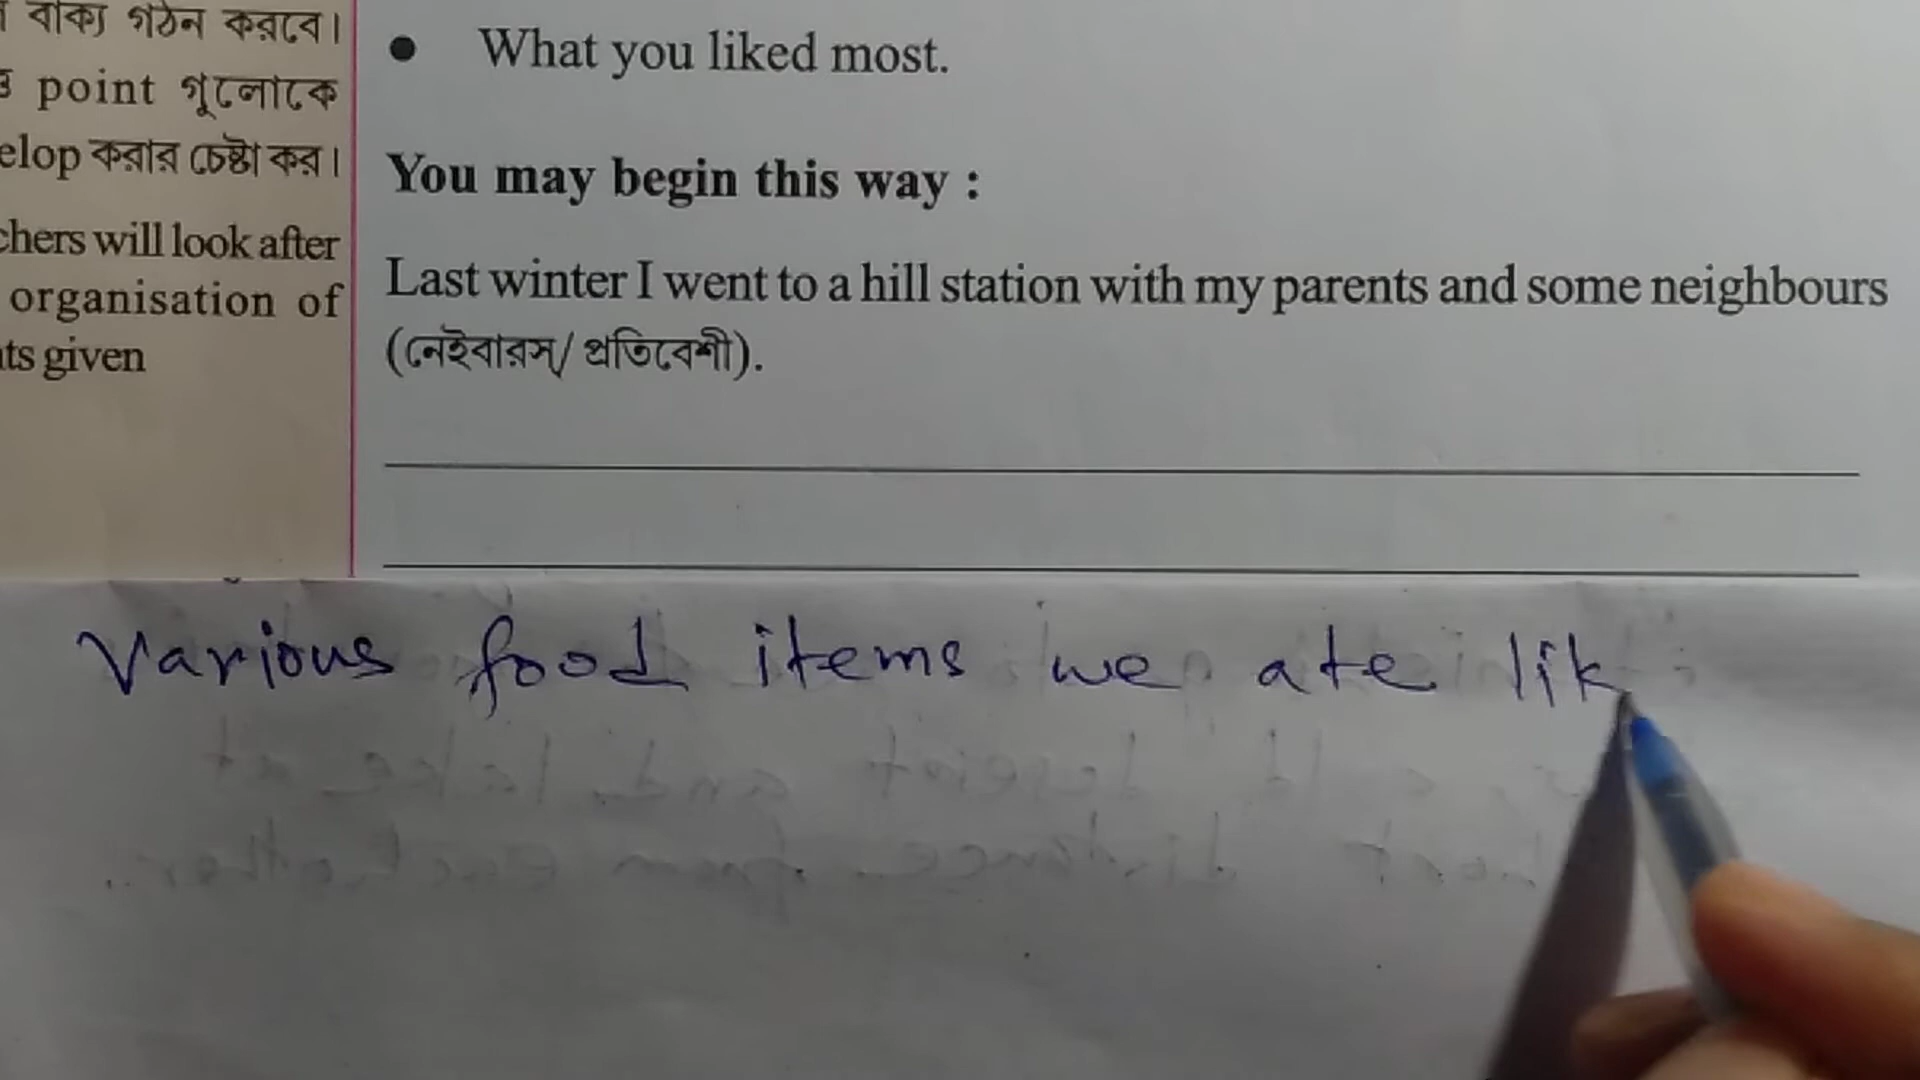 বাক্য গঠন করবে।
point গুলোকে
elop করার চেষ্টা কর।
chers will look after
organisation of
ts given
● What you liked most.
You may begin this way :
Last winter I went to a hill station with my parents and some neighbours
(নেইবারস্/ প্রতিবেশী).
Various food items we ate lik